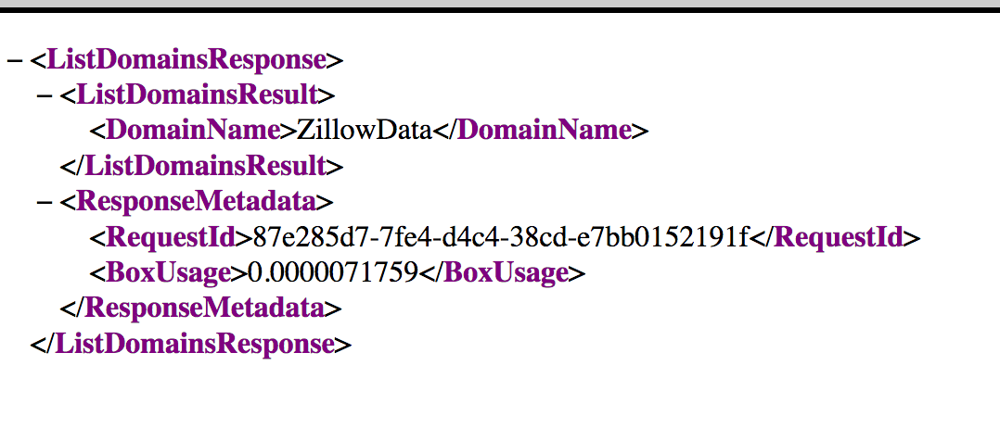 – <ListDomainsResponse>
– <ListDomainsResult>
<DomainName>ZillowData</DomainName>
</ListDomainsResult>
– <ResponseMetadata>
<RequestId>87e285d7-7fe4-d4c4-38cd-e7bb0152191f</RequestId>
<BoxUsage>0.0000071759</BoxUsage>
</ResponseMetadata>
</ListDomainsResponse>